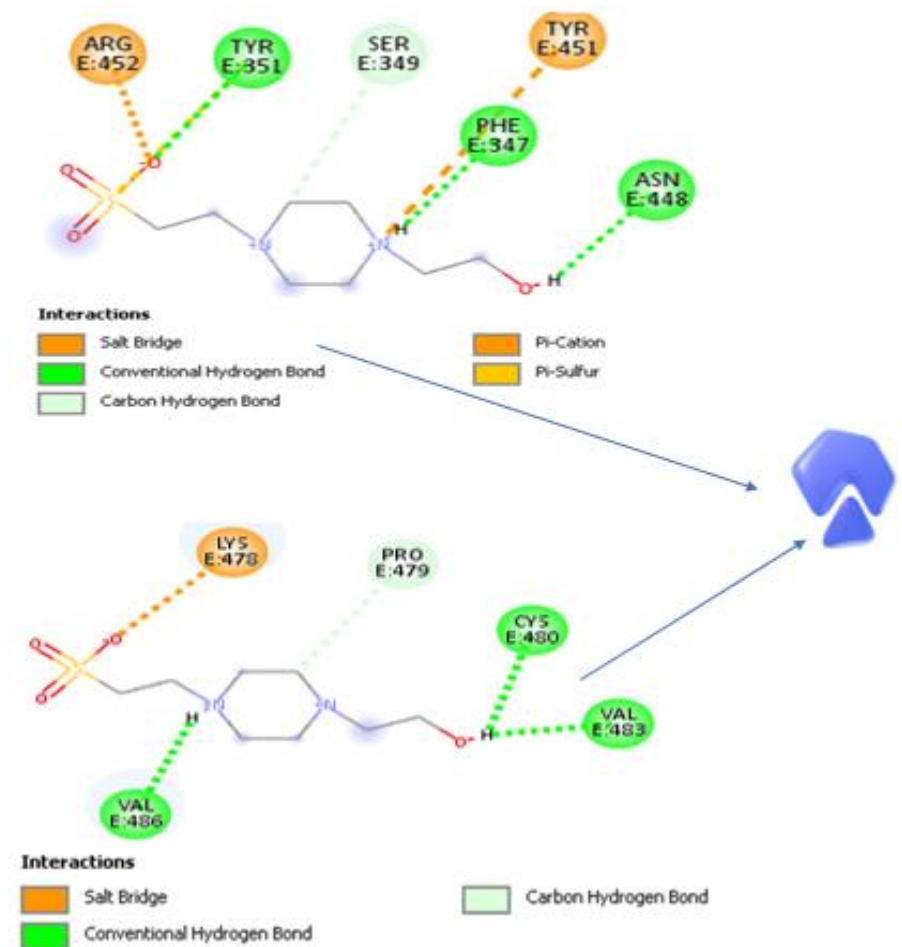 ARG
E:452
TYR
E:351
SER
E:349
TYR
E:451
PHE
E:347
ASN
E:448
O
-O
S
O
+N
H
+N
O- H
Interactions
Salt Bridge
Pi-Cation
Conventional Hydrogen Bond
Pi-Sulfur
Carbon Hydrogen Bond
LYS
E:478
PRO
E:479
CYS
E:480
O
-O
S
O
H
+N
O- H
VAL
E:483
VAL
E:486
Interactions
Salt Bridge
Carbon Hydrogen Bond
Conventional Hydrogen Bond